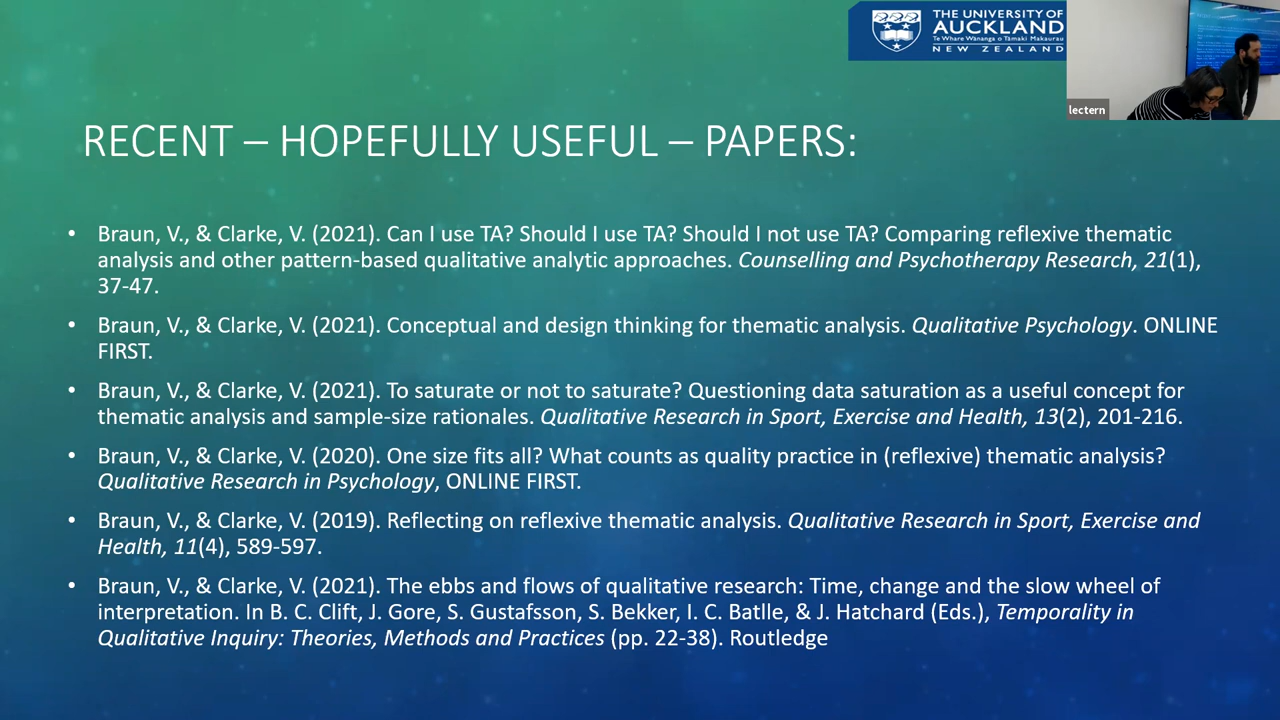 THE UNIVERSITY OF
AUCKLAND
Te Whare Wānanga o Tāmaki Makaurau
NEW ZEALAND
lectern
RECENT – HOPEFULLY USEFUL – PAPERS:
• Braun, V., & Clarke, V. (2021). Can I use TA? Should I use TA? Should I not use TA? Comparing reflexive thematic
analysis and other pattern-based qualitative analytic approaches. Counselling and Psychotherapy Research, 21(1),
37-47.
• Braun, V., & Clarke, V. (2021). Conceptual and design thinking for thematic analysis. Qualitative Psychology. ONLINE
FIRST.
• Braun, V., & Clarke, V. (2021). To saturate or not to saturate? Questioning data saturation as a useful concept for
thematic analysis and sample-size rationales. Qualitative Research in Sport, Exercise and Health, 13(2), 201-216.
• Braun, V., & Clarke, V. (2020). One size fits all? What counts as quality practice in (reflexive) thematic analysis?
Qualitative Research in Psychology, ONLINE FIRST.
• Braun, V., & Clarke, V. (2019). Reflecting on reflexive thematic analysis. Qualitative Research in Sport, Exercise and
Health, 11(4), 589-597.
• Braun, V., & Clarke, V. (2021). The ebbs and flows of qualitative research: Time, change and the slow wheel of
interpretation. In B. C. Clift, J. Gore, S. Gustafsson, S. Bekker, I. C. Batlle, & J. Hatchard (Eds.), Temporality in
Qualitative Inquiry: Theories, Methods and Practices (pp. 22-38). Routledge